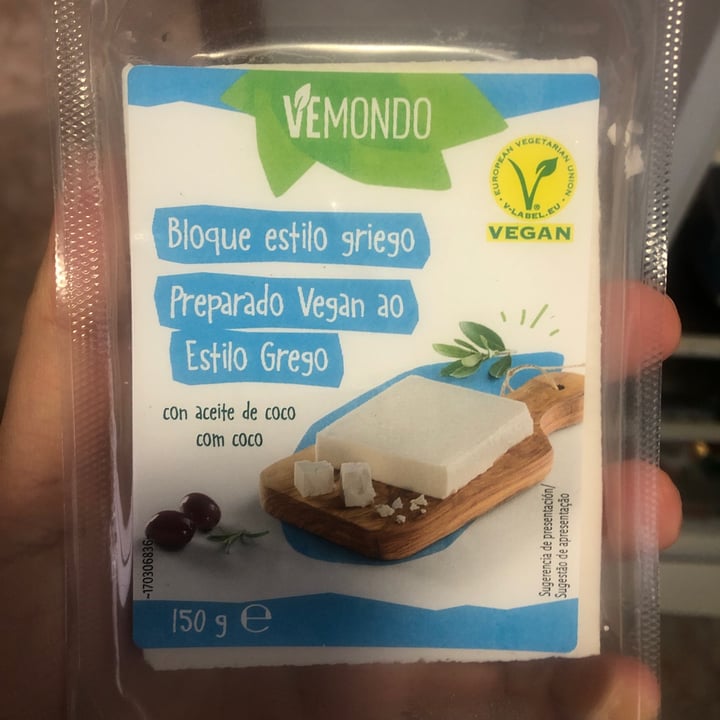 VEMONDO
EUROPEAN VEGETARIAN UNION
V-LABEL.EU
VEGAN
Bloque estilo griego
Preparado Vegan ao
Estilo Grego
con aceite de coco
com coco
Sugerencia de presentación/
Sugestão de apresentação
~170306836
150 g e